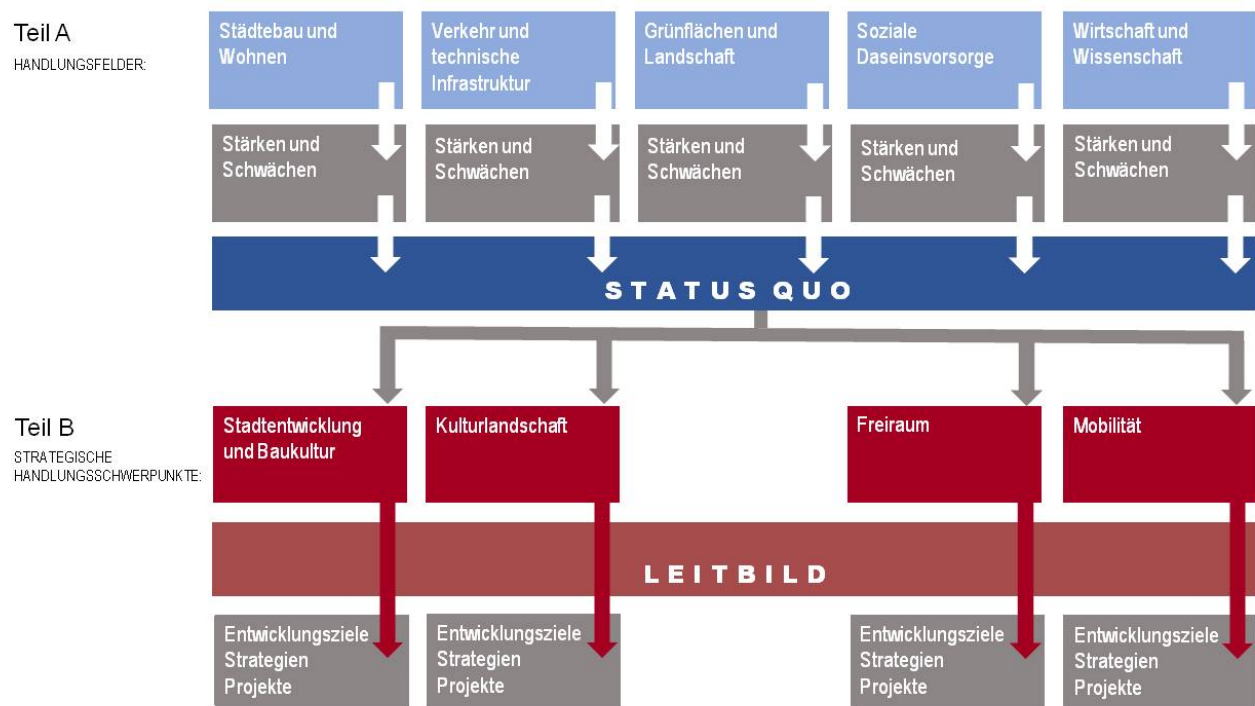 Teil A
HANDLUNGSFELDER:
Städtebau und
Wohnen
Verkehr und
technische
Infrastruktur
Grünflächen und
Landschaft
Soziale
Daseinsvorsorge
Wirtschaft und
Wissenschaft
Stärken und
Schwächen
Stärken und
Schwächen
Stärken und
Schwächen
Stärken und
Schwächen
Stärken und
Schwächen
STATUS QUO
Teil B
STRATEGISCHE
HANDLUNGSSCHWERPUNKTE:
Stadtentwicklung
und Baukultur
Kulturlandschaft
Freiraum
Mobilität
LEITBILD
Entwicklungsziele
Strategien
Projekte
Entwicklungsziele
Strategien
Projekte
Entwicklungsziele
Strategien
Projekte
Entwicklungsziele
Strategien
Projekte